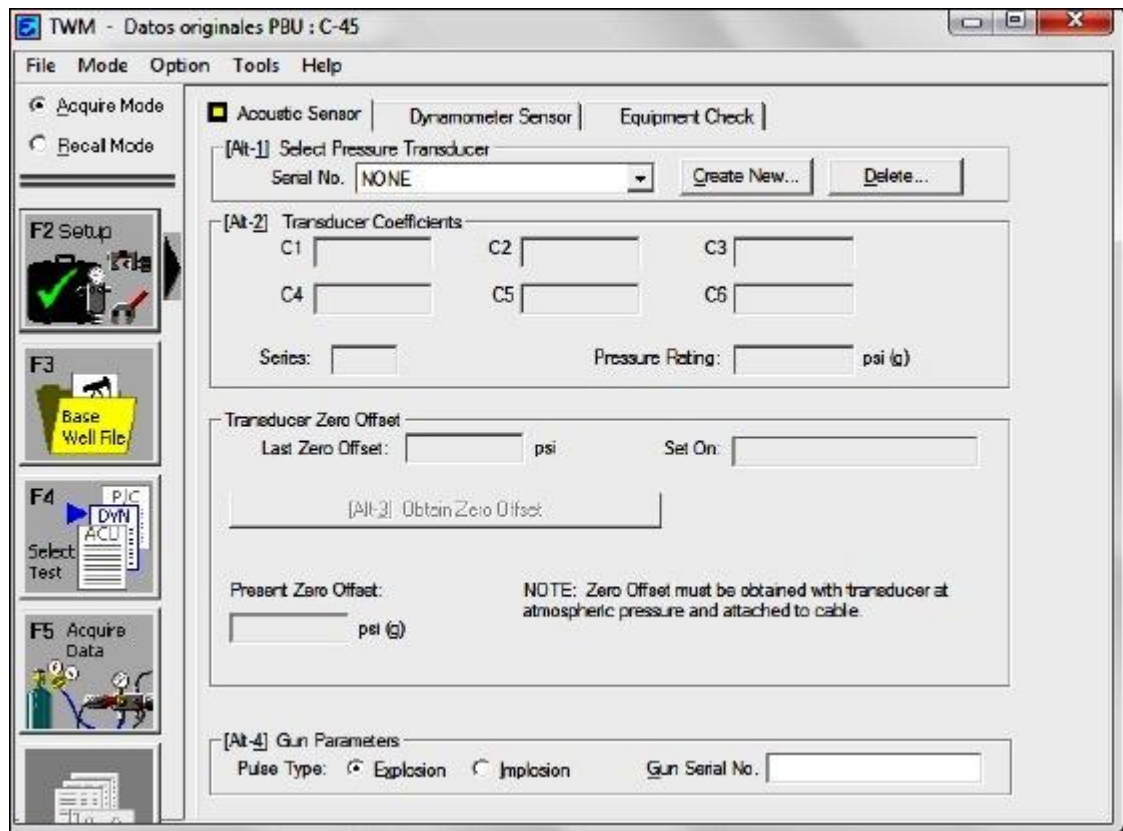 TWM - Datos originales PBU : C-45
File Mode Option Tools Help
Acquire Mode
Recall Mode
Acoustic Sensor Dynamometer Sensor Equipment Check
[Alt-1] Select Pressure Transducer
Serial No. NONE Create New... Delete...
F2 Setup
[Alt-2] Transducer Coefficients
C1 C2 C3
C4 C5 C6
Series: Pressure Rating: psi (g)
F3
Base
Well File
Transducer Zero Offset
Last Zero Offset: psi Set On:
[Alt-3] Obtain Zero Offset
F4
P/C
DYN
ACU
Select
Test
Present Zero Offset:
psi (g)
NOTE: Zero Offset must be obtained with transducer at
atmospheric pressure and attached to cable.
F5 Acquire
Data
[Alt-4] Gun Parameters
Pulse Type: Explosion Implosion Gun Serial No.